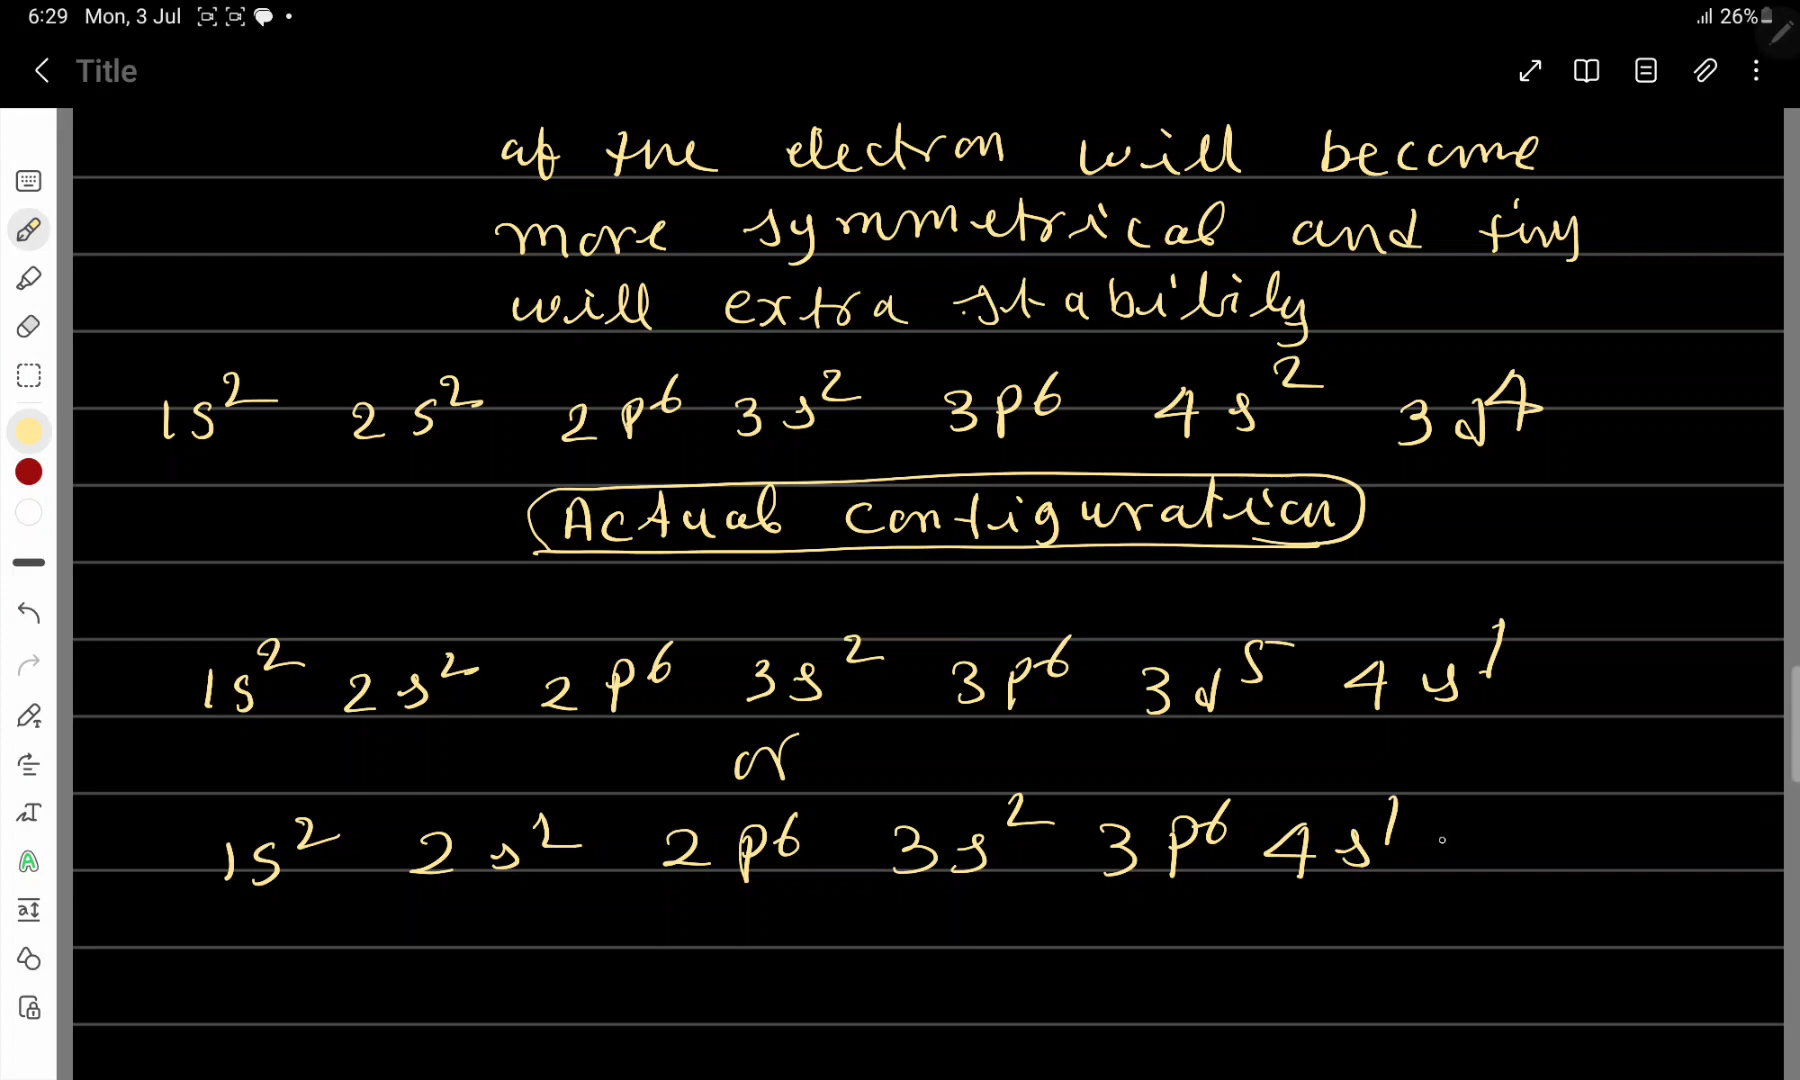 6:29 Mon, 3 Jul 26%
Title
of the electron will become
more symmetrical and tiny
will extra stability
1s² 2s² 2p⁶ 3s² 3p⁶ 4s² 3d⁴
Actual configuration
1s² 2s² 2p⁶ 3s² 3p⁶ 3d⁵ 4s¹
or
1s² 2s² 2p⁶ 3s² 3p⁶ 4s¹